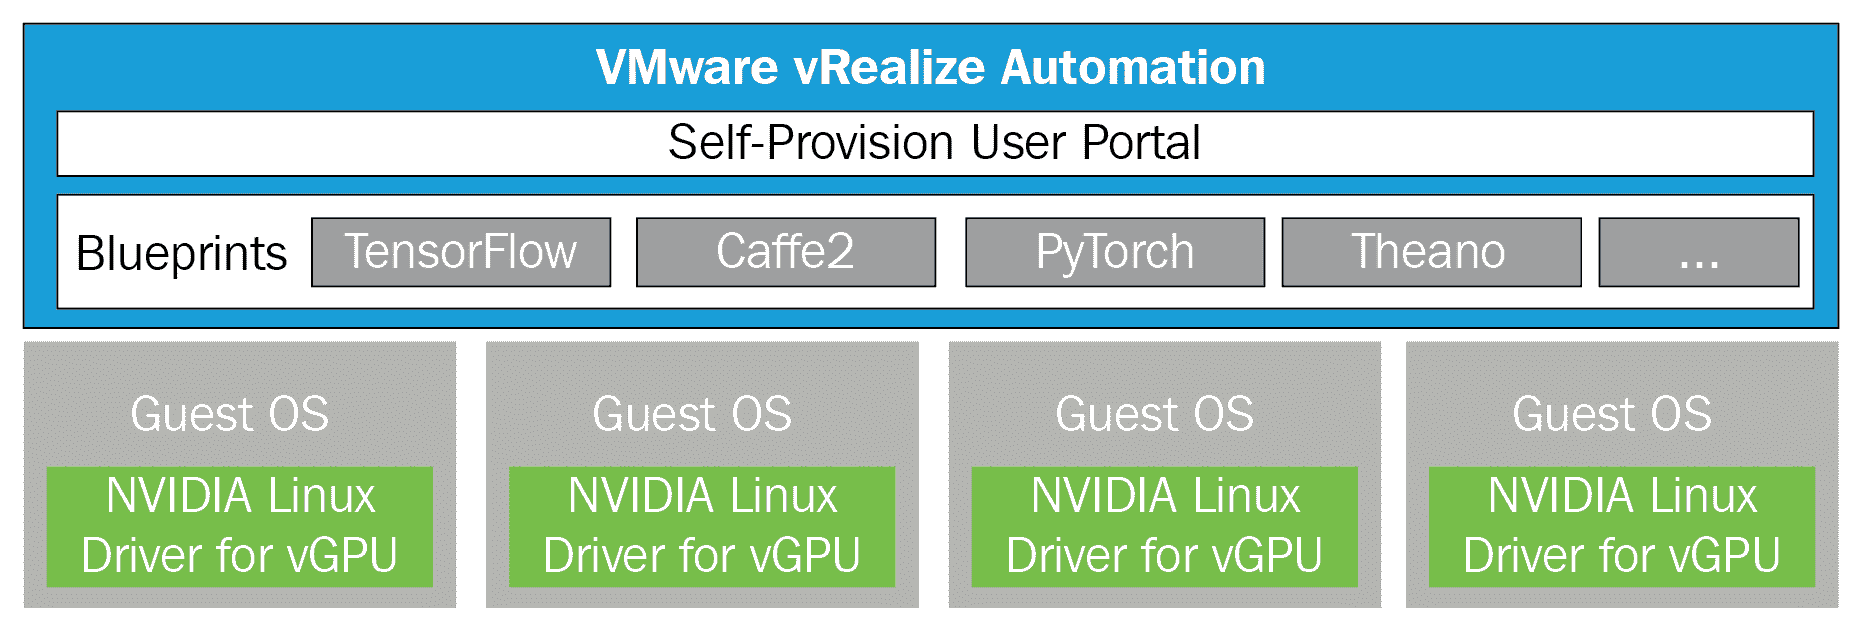 VMware vRealize Automation
Self-Provision User Portal
Blueprints TensorFlow Caffe2 PyTorch Theano ...
Guest OS Guest OS Guest OS Guest OS
NVIDIA Linux NVIDIA Linux NVIDIA Linux NVIDIA Linux
Driver for vGPU Driver for vGPU Driver for vGPU Driver for vGPU